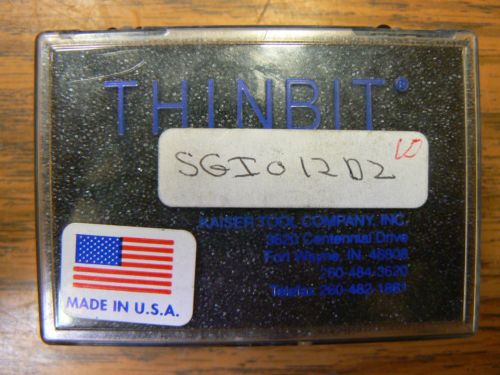 THINBIT®
SGI012D2
KAISER TOOL COMPANY, INC.
3620 Centennial Drive
Fort Wayne, IN. 46808
260-484-3620
Telefax 260-482-1881
MADE IN U.S.A.